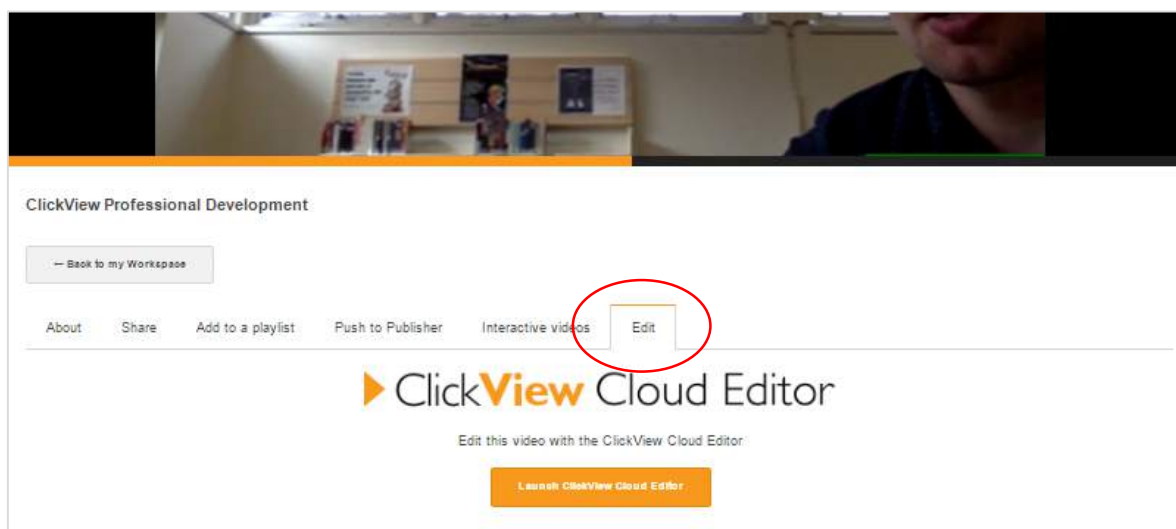 ClickView Professional Development
← Back to my Workspace
About Share Add to a playlist Push to Publisher Interactive videos Edit
ClickView Cloud Editor
Edit this video with the ClickView Cloud Editor
Launch ClickView Cloud Editor